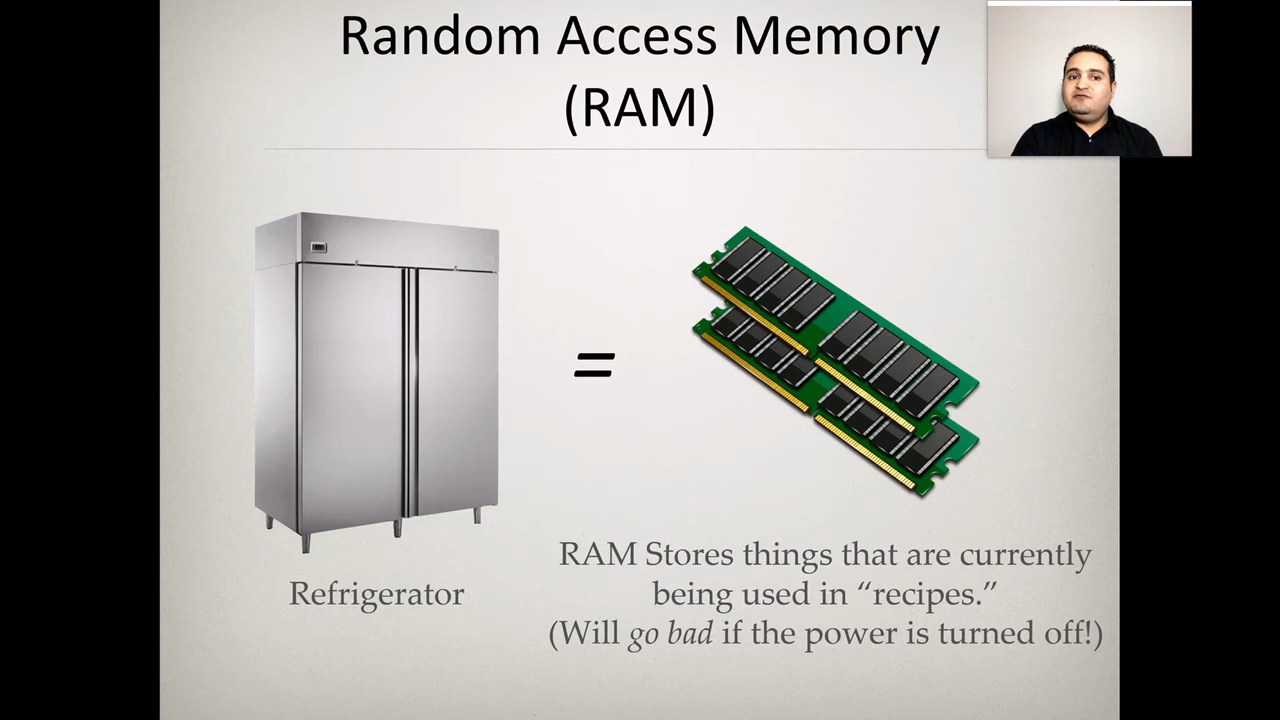 Random Access Memory
(RAM)
=
Refrigerator
RAM Stores things that are currently
being used in “recipes.”
(Will go bad if the power is turned off!)